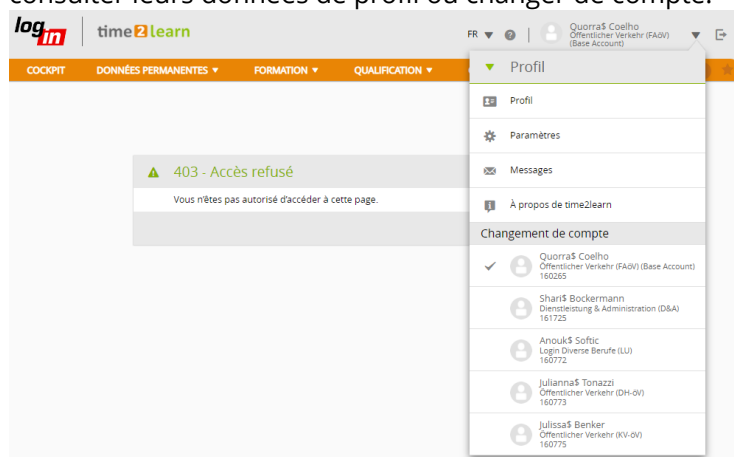 consulter leurs données de profil ou changer de compte.
login
time2learn
FR
Quorra$ Coelho
Öffentlicher Verkehr (FAöV)
(Base Account)
COCKPIT
DONNÉES PERMANENTES
FORMATION
QUALIFICATION
Profil
Profil
Paramètres
Messages
À propos de time2learn
Changement de compte
Quorra$ Coelho
Öffentlicher Verkehr (FAöV) (Base Account)
160265
Shari$ Bockermann
Dienstleistung & Administration (D&A)
161725
Anouk$ Softic
Login Diverse Berufe (LU)
160772
Julianna$ Tonazzi
Öffentlicher Verkehr (DH-öV)
160773
Julissa$ Benker
Öffentlicher Verkehr (KV-öV)
160775
403 - Accès refusé
Vous n'êtes pas autorisé d'accéder à cette page.